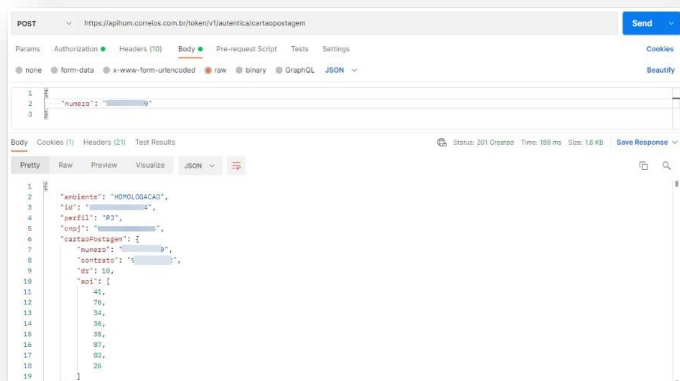 POST https://apihom.correios.com.br/token/v1/autentica/cartaopostagem Send
Params Authorization Headers (10) Body Pre-request Script Tests Settings Cookies
none form-data x-www-form-urlencoded raw binary GraphQL JSON Beautify
1 {
2 "numero": " 9"
3 }
Body Cookies (1) Headers (21) Test Results Status: 201 Created Time: 189 ms Size: 1.8 KB Save Response
Pretty Raw Preview Visualize JSON
1 {
2 "ambiente": "HOMOLOGACAO",
3 "id": " 4",
4 "perfil": "PJ",
5 "cnpj": " ",
6 "cartaoPostagem": {
7 "numero": " 9",
8 "contrato": "9 ",
9 "dr": 10,
10 "api": [
11
12 76,
13 34,
14 36,
15
16 87,
17
18 26
19 ]